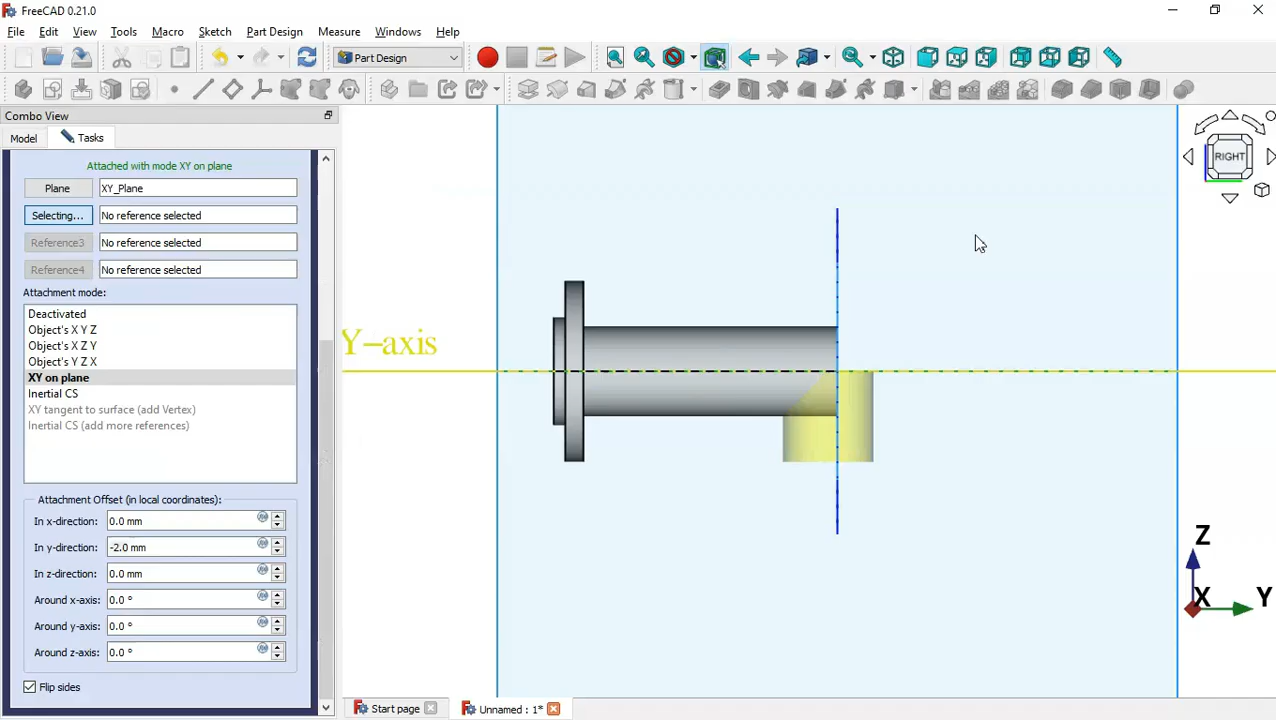 FreeCAD 0.21.0
File Edit View Tools Macro Sketch Part Design Measure Windows Help
Part Design
Combo View
Model Tasks
Attached with mode XY on plane
Plane XY_Plane
Selecting... No reference selected
Reference3 No reference selected
Reference4 No reference selected
Attachment mode:
Deactivated
Object's X Y Z
Object's X Z Y
Object's Y Z X
XY on plane
Inertial CS
XY tangent to surface (add Vertex)
Inertial CS (add more references)
Attachment Offset (in local coordinates):
In x-direction: 0.0 mm
In y-direction: -2.0 mm
In z-direction: 0.0 mm
Around x-axis: 0.0 °
Around y-axis: 0.0 °
Around z-axis: 0.0 °
Flip sides
Y-axis
RIGHT
Z
X Y
Start page Unnamed : 1*